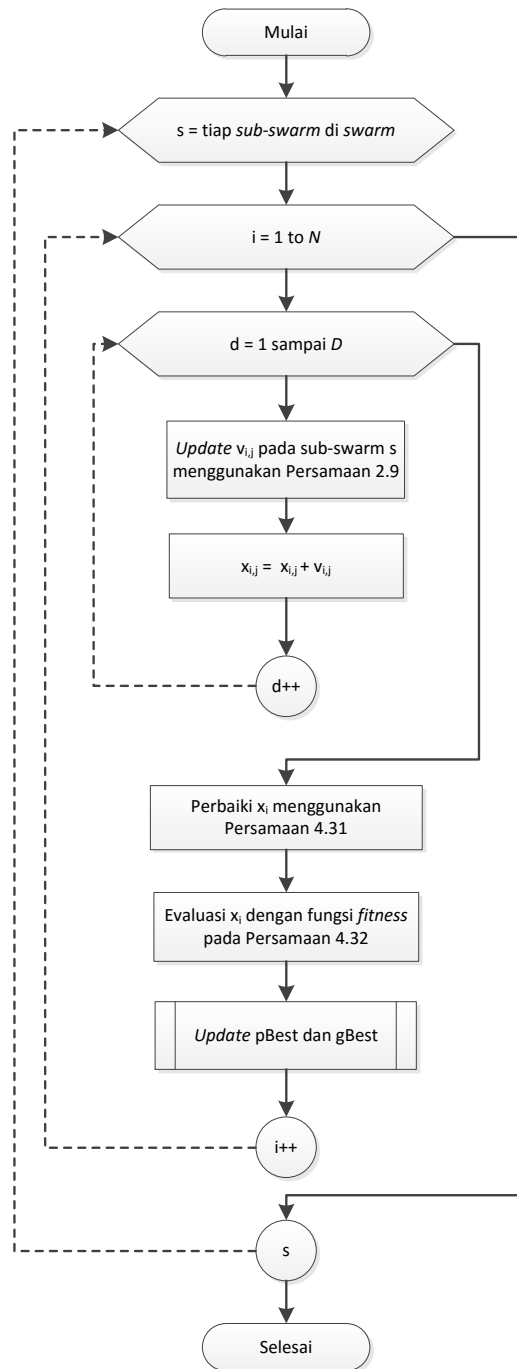 Mulai
s = tiap sub-swarm di swarm
i = 1 to N
d = 1 sampai D
Update vi,j pada sub-swarm s
menggunakan Persamaan 2.9
xi,j = xi,j + vi,j
d++
Perbaiki xi menggunakan
Persamaan 4.31
Evaluasi xi dengan fungsi fitness
pada Persamaan 4.32
Update pBest dan gBest
i++
s
Selesai